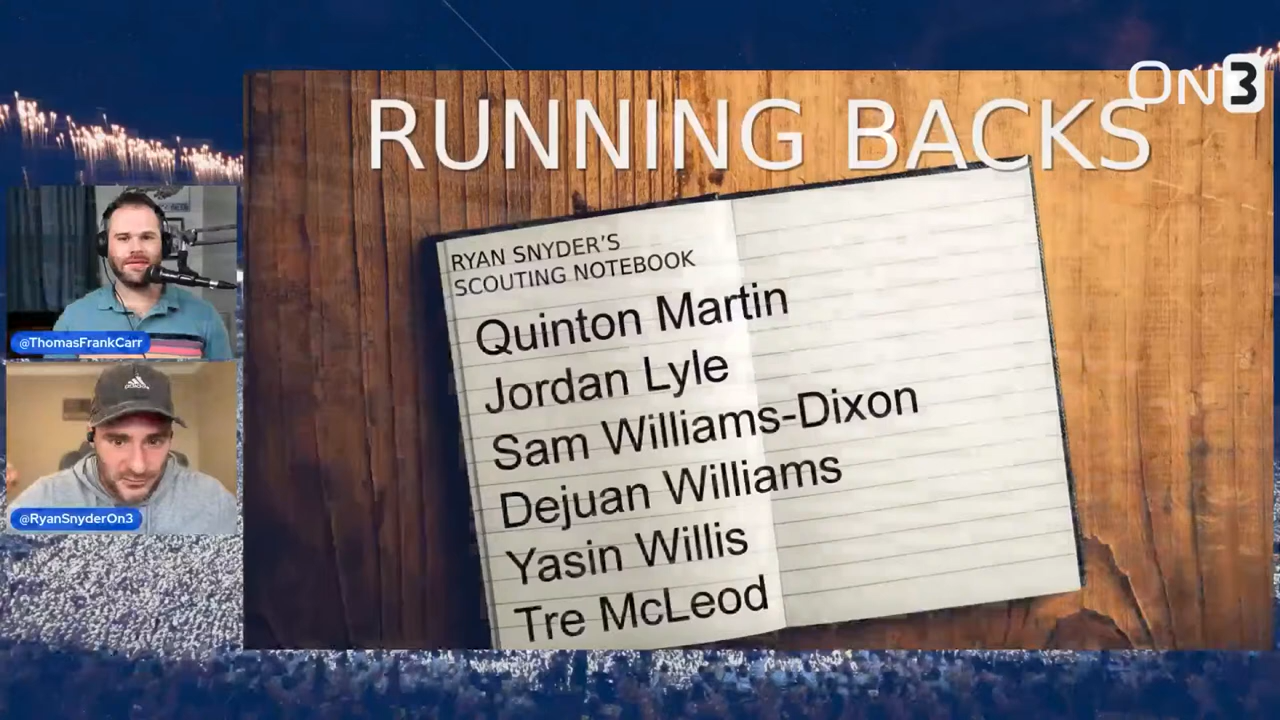 ON3
RUNNING BACKS
RYAN SNYDER'S
SCOUTING NOTEBOOK
Quinton Martin
Jordan Lyle
Sam Williams-Dixon
Dejuan Williams
Yasin Willis
Tre McLeod
@ThomasFrankCarr
@RyanSnyderOn3